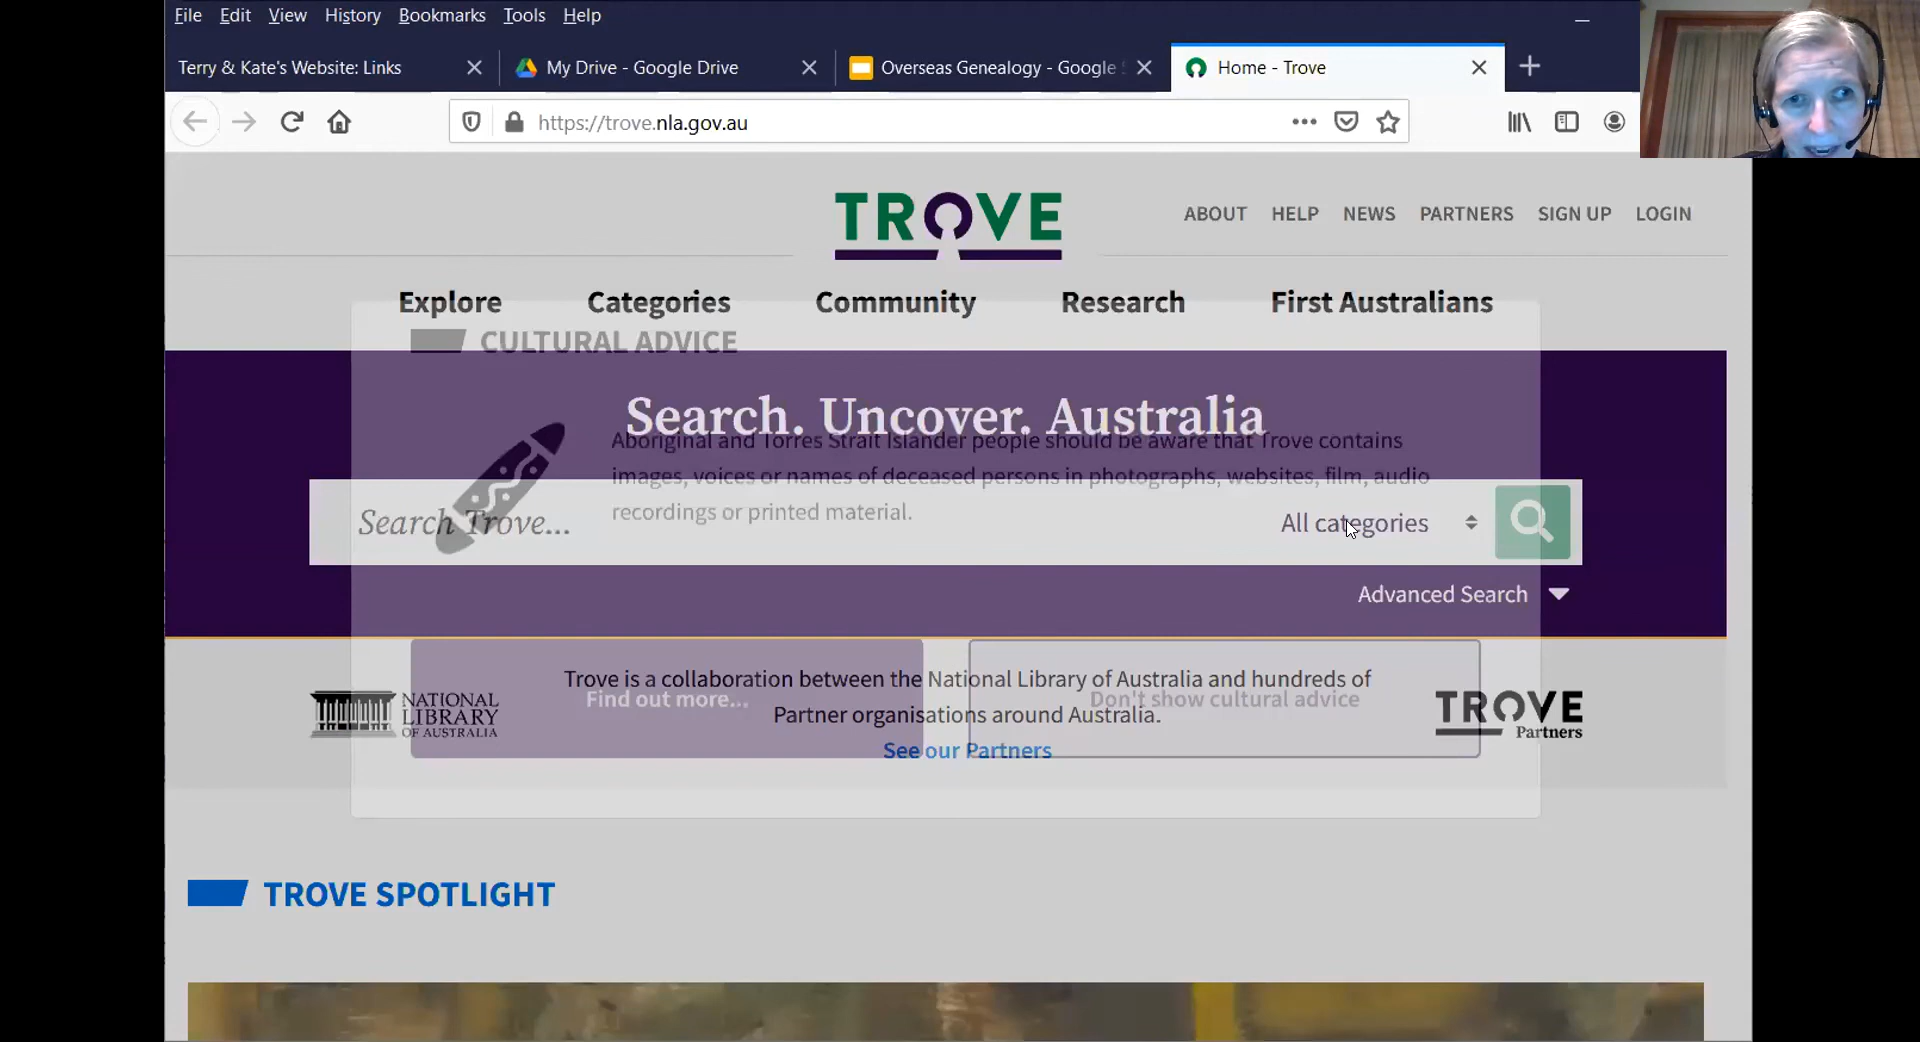 File Edit View History Bookmarks Tools Help
Terry & Kate's Website: Links
My Drive - Google Drive
Overseas Genealogy - Google
Home - Trove
https://trove.nla.gov.au
TROVE
ABOUT HELP NEWS PARTNERS SIGN UP LOGIN
Explore Categories Community Research First Australians
CULTURAL ADVICE
Search. Uncover. Australia
Aboriginal and Torres Strait Islander people should be aware that Trove contains
images, voices or names of deceased persons in photographs, websites, film, audio
recordings or printed material.
Search Trove...
All categories
Advanced Search
Trove is a collaboration between the National Library of Australia and hundreds of
Partner organisations around Australia.
See our Partners
Find out more...
Don't show cultural advice
NATIONAL
LIBRARY
OF AUSTRALIA
TROVE
Partners
TROVE SPOTLIGHT